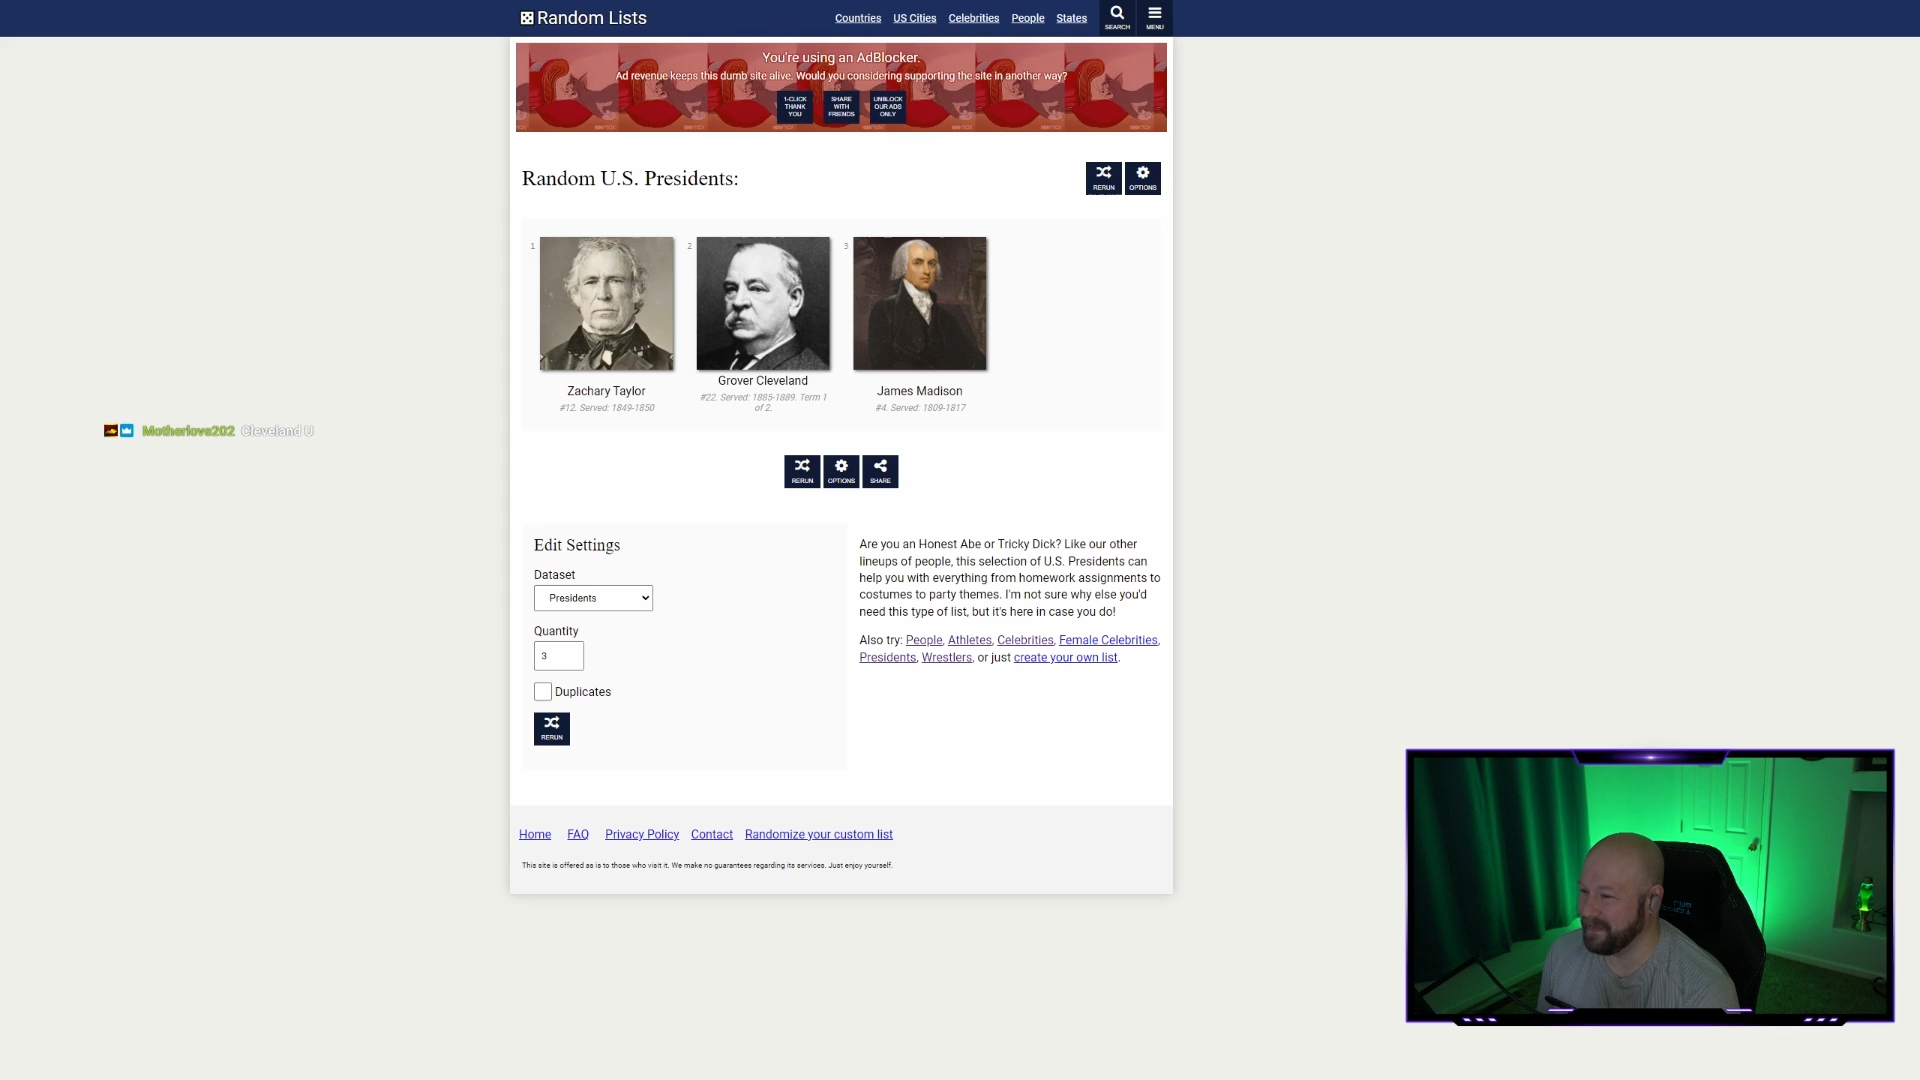 Random Lists
Countries US Cities Celebrities People States
SEARCH
MENU
You're using an AdBlocker.
Ad revenue keeps this dumb site alive. Would you considering supporting the site in another way?
1-CLICK THANK YOU
SHARE WITH FRIENDS
UNBLOCK OUR ADS ONLY
Random U.S. Presidents:
RERUN
OPTIONS
1
2
3
Zachary Taylor
#12. Served: 1849-1850
Grover Cleveland
#22. Served: 1885-1889. Term 1
of 2.
James Madison
#4. Served: 1809-1817
Motherlove202 Cleveland U
RERUN
OPTIONS
SHARE
Edit Settings
Dataset
Presidents
Quantity
3
Duplicates
RERUN
Are you an Honest Abe or Tricky Dick? Like our other
lineups of people, this selection of U.S. Presidents can
help you with everything from homework assignments to
costumes to party themes. I'm not sure why else you'd
need this type of list, but it's here in case you do!
Also try: People, Athletes, Celebrities, Female Celebrities,
Presidents, Wrestlers, or just create your own list.
Home FAQ Privacy Policy Contact Randomize your custom list
This site is offered as is to those who visit it. We make no guarantees regarding its services. Just enjoy yourself.